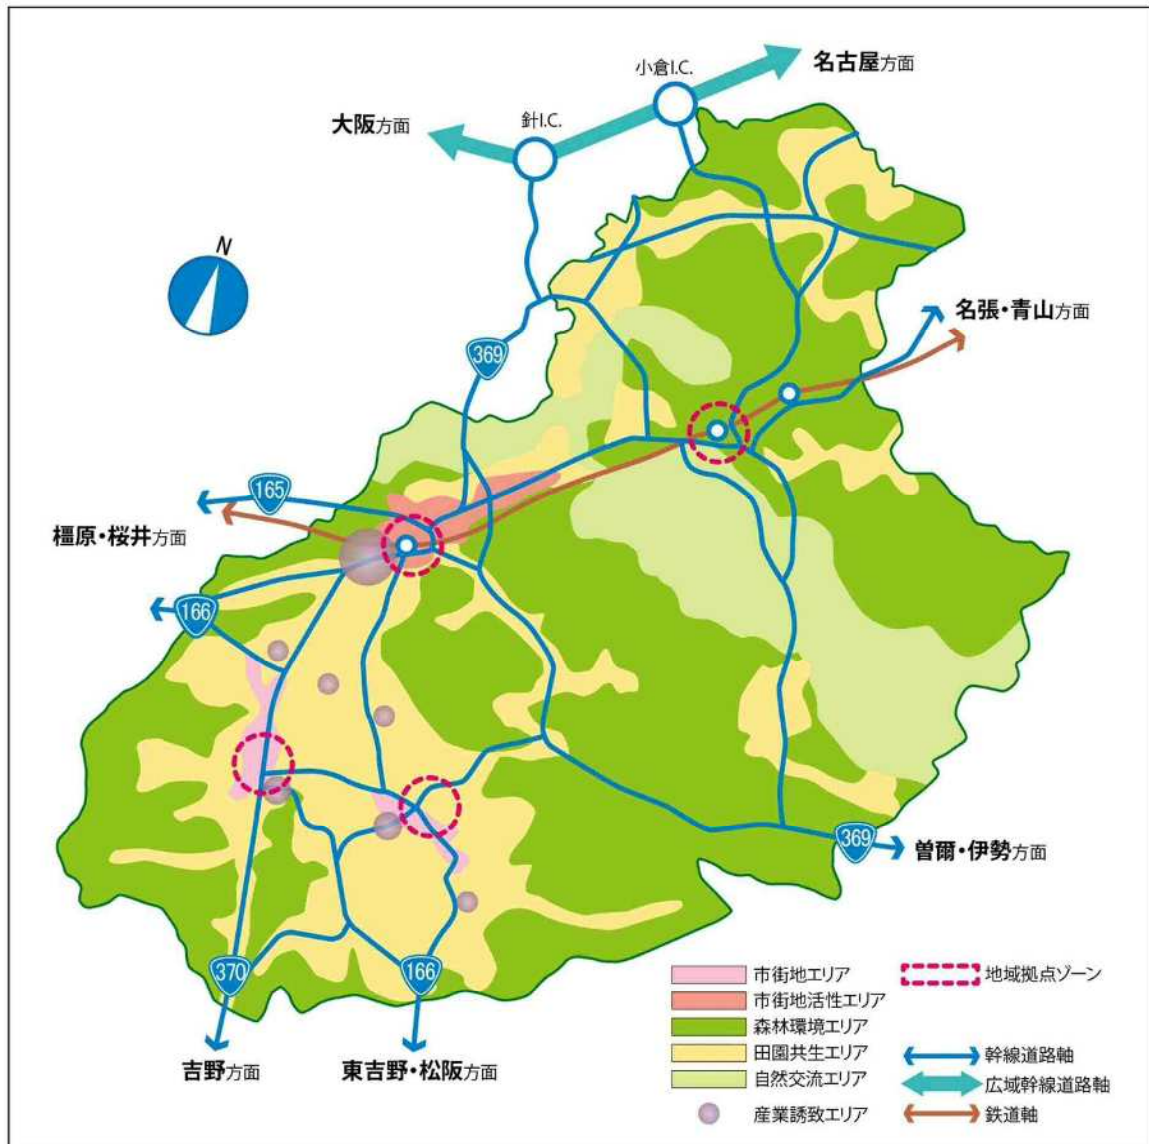 小倉I.C.
名古屋方面
針I.C.
大阪方面
N
名張・青山方面
369
165
橿原・桜井方面
166
369
曽爾・伊勢方面
370
166
吉野方面
東吉野・松阪方面
市街地エリア
市街地活性エリア
森林環境エリア
田園共生エリア
自然交流エリア
産業誘致エリア
地域拠点ゾーン
幹線道路軸
広域幹線道路軸
鉄道軸